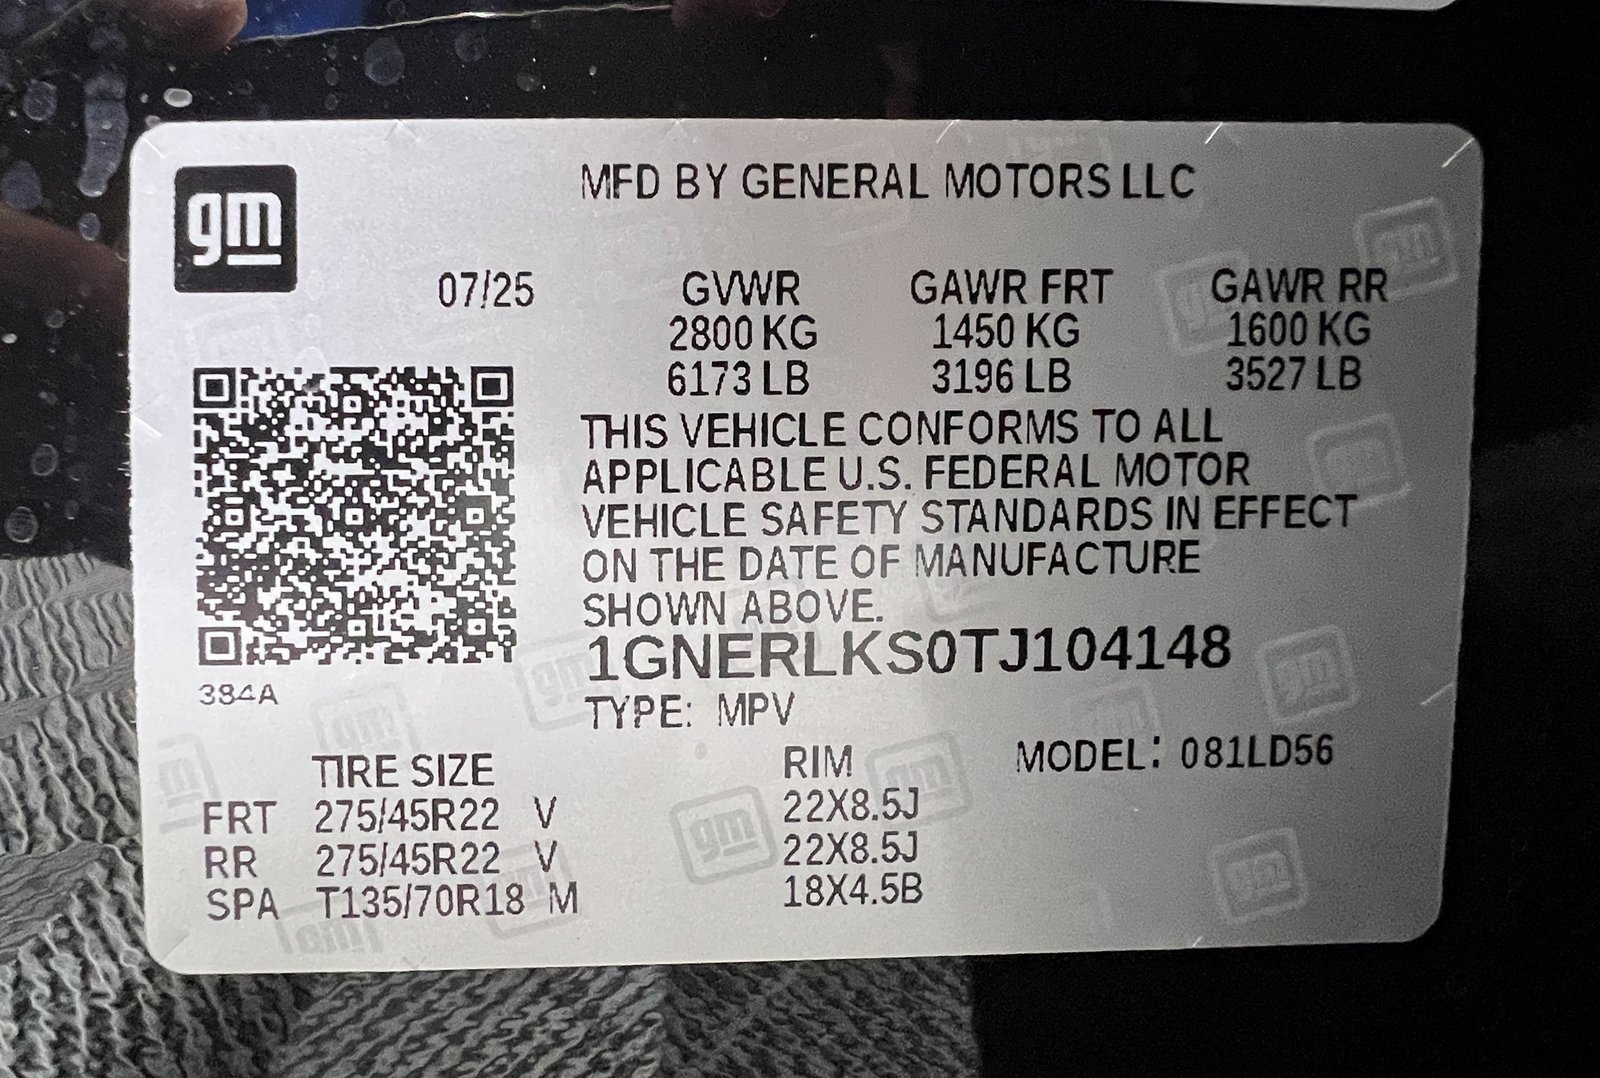 gm
MFD BY GENERAL MOTORS LLC
07/25 GVWR GAWR FRT GAWR RR
2800 KG 1450 KG 1600 KG
6173 LB 3196 LB 3527 LB
THIS VEHICLE CONFORMS TO ALL
APPLICABLE U.S. FEDERAL MOTOR
VEHICLE SAFETY STANDARDS IN EFFECT
ON THE DATE OF MANUFACTURE
SHOWN ABOVE.
1GNERLKS0TJ104148
384A
TYPE: MPV
TIRE SIZE RIM MODEL: 081LD56
FRT 275/45R22 V 22X8.5J
RR 275/45R22 V 22X8.5J
SPA T135/70R18 M 18X4.5B